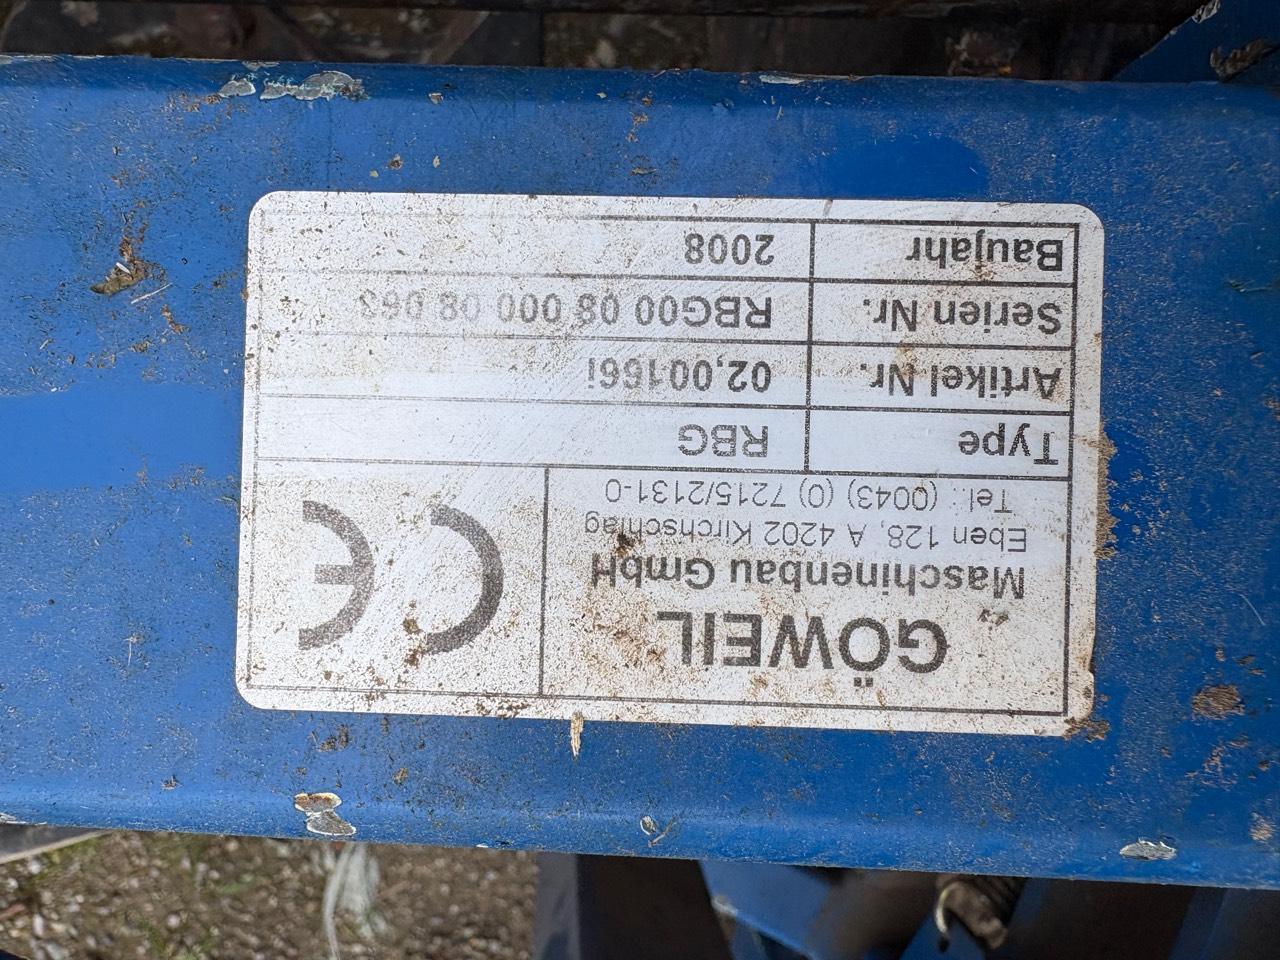 GÖWEIL
Maschinenbau GmbH
Eben 128, A 4202 Kirchschlag
Tel.: (0043) (0) 7215/2131-0
CE
Type RBG
Artikel Nr. 02,00166i
Serien Nr. RBG00 08 000 08 063
Baujahr 2008